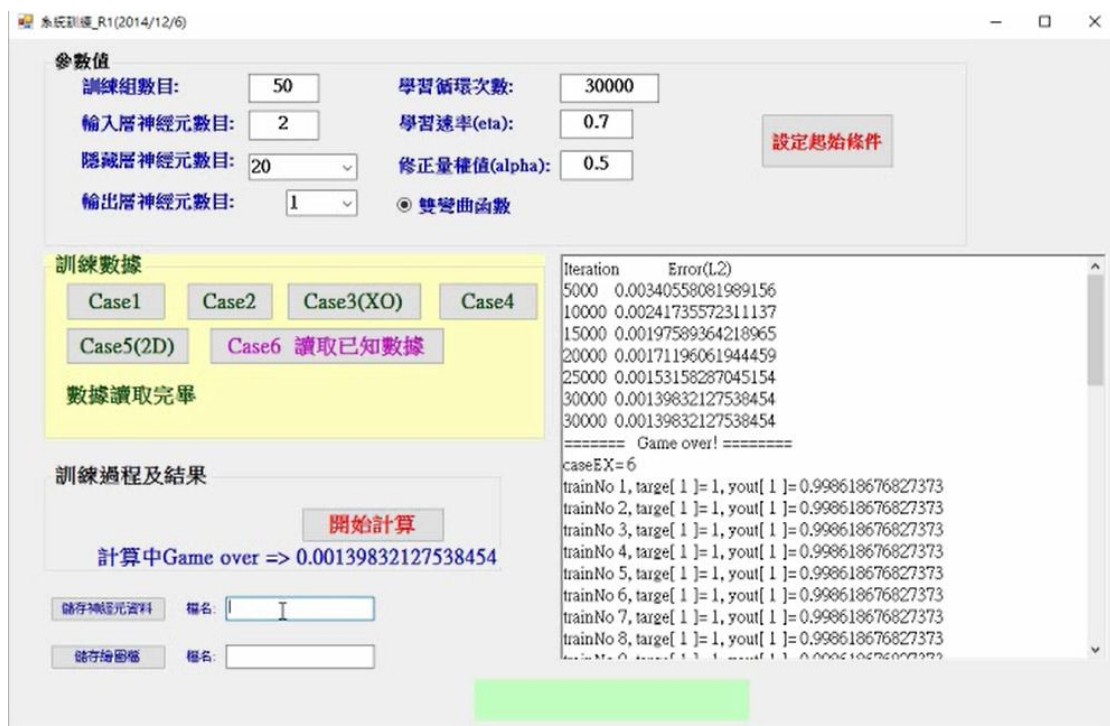 系統訓練_R1(2014/12/6)
參數值
訓練組數目: 50
學習循環次數: 30000
輸入層神經元數目: 2
學習速率(eta): 0.7
設定起始條件
隱藏層神經元數目: 20
修正量權值(alpha): 0.5
輸出層神經元數目: 1
雙彎曲函數
訓練數據
Case1 Case2 Case3(XO) Case4
Case5(2D) Case6 讀取已知數據
數據讀取完畢
訓練過程及結果
開始計算
計算中Game over => 0.00139832127538454
儲存神經元資料 檔名:
儲存繪圖檔 檔名:
Iteration Error(L2)
5000 0.00340558081989156
10000 0.00241735572311137
15000 0.00197589364218965
20000 0.00171196061944459
25000 0.00153158287045154
30000 0.00139832127538454
30000 0.00139832127538454
======= Game over! ========
caseEX=6
trainNo 1, targe[ 1 ]= 1, yout[ 1 ]= 0.998618676827373
trainNo 2, targe[ 1 ]= 1, yout[ 1 ]= 0.998618676827373
trainNo 3, targe[ 1 ]= 1, yout[ 1 ]= 0.998618676827373
trainNo 4, targe[ 1 ]= 1, yout[ 1 ]= 0.998618676827373
trainNo 5, targe[ 1 ]= 1, yout[ 1 ]= 0.998618676827373
trainNo 6, targe[ 1 ]= 1, yout[ 1 ]= 0.998618676827373
trainNo 7, targe[ 1 ]= 1, yout[ 1 ]= 0.998618676827373
trainNo 8, targe[ 1 ]= 1, yout[ 1 ]= 0.998618676827373